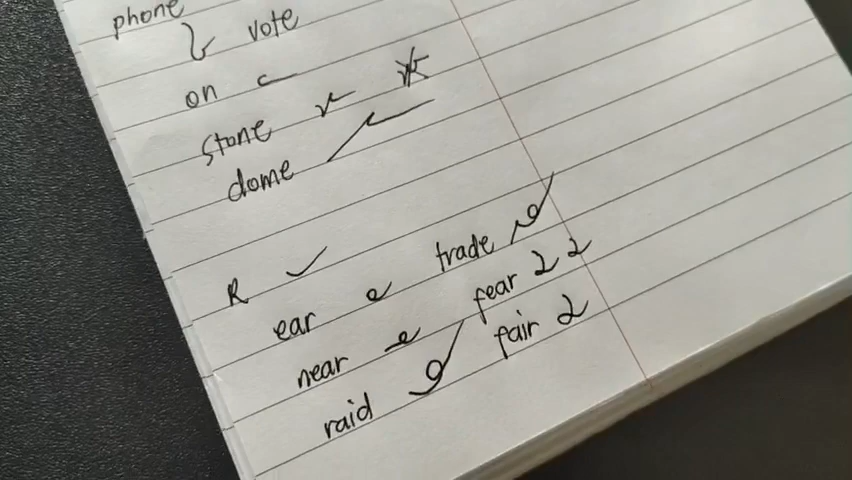 phone
vote
on
stone
dome
R
ear trade
near fear
raid fair